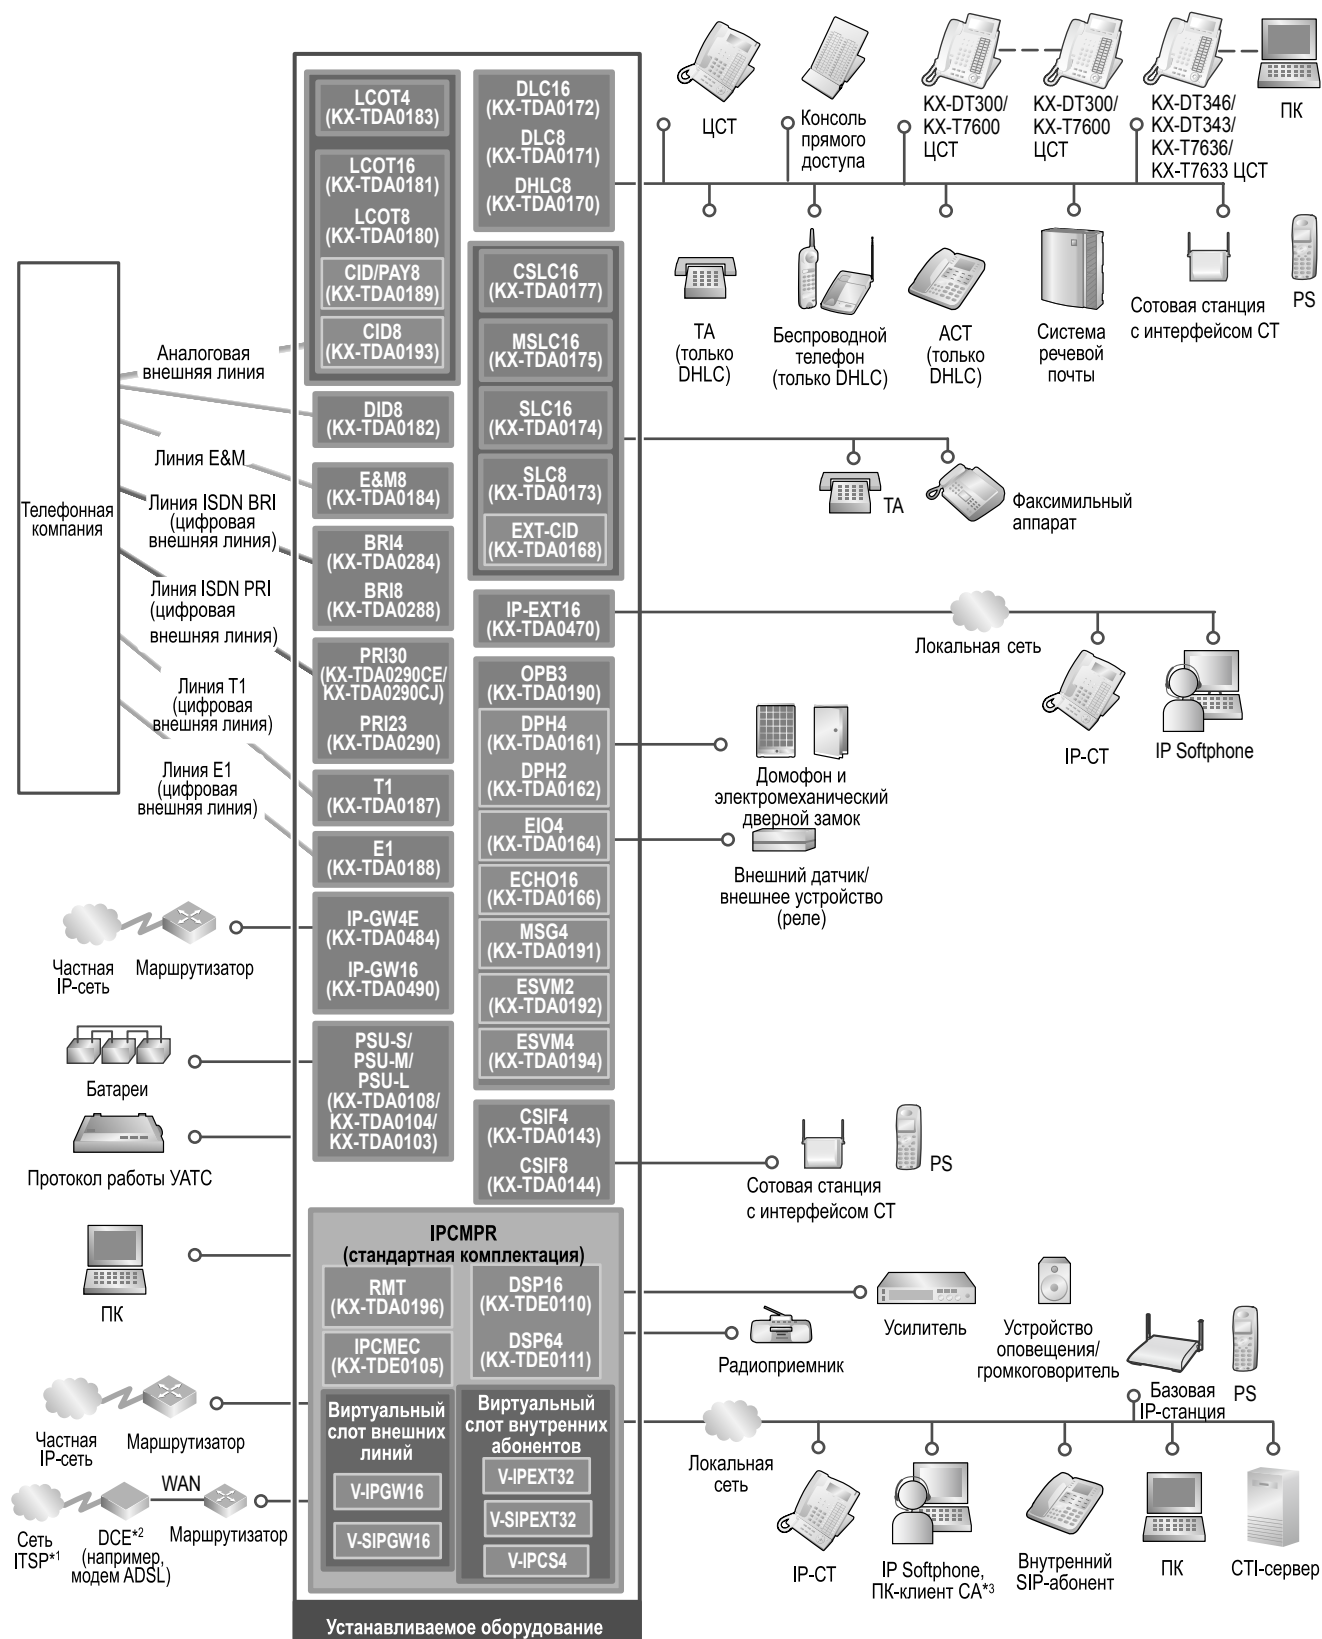 LCOT4
(KX-TDA0183)
LCOT16
(KX-TDA0181)
LCOT8
(KX-TDA0180)
CID/PAY8
(KX-TDA0189)
CID8
(KX-TDA0193)
DID8
(KX-TDA0182)
E&M8
(KX-TDA0184)
BRI4
(KX-TDA0284)
BRI8
(KX-TDA0288)
PRI30
(KX-TDA0290CE/
KX-TDA0290CJ)
PRI23
(KX-TDA0290)
T1
(KX-TDA0187)
E1
(KX-TDA0188)
IP-GW4E
(KX-TDA0484)
IP-GW16
(KX-TDA0490)
PSU-S/
PSU-M/
PSU-L
(KX-TDA0108/
KX-TDA0104/
KX-TDA0103)
DLC16
(KX-TDA0172)
DLC8
(KX-TDA0171)
DHLC8
(KX-TDA0170)
CSLC16
(KX-TDA0177)
MSLC16
(KX-TDA0175)
SLC16
(KX-TDA0174)
SLC8
(KX-TDA0173)
EXT-CID
(KX-TDA0168)
IP-EXT16
(KX-TDA0470)
OPB3
(KX-TDA0190)
DPH4
(KX-TDA0161)
DPH2
(KX-TDA0162)
EIO4
(KX-TDA0164)
ECHO16
(KX-TDA0166)
MSG4
(KX-TDA0191)
ESVM2
(KX-TDA0192)
ESVM4
(KX-TDA0194)
CSIF4
(KX-TDA0143)
CSIF8
(KX-TDA0144)
IPCMPR
(стандартная комплектация)
RMT
(KX-TDA0196)
IPCMEC
(KX-TDE0105)
DSP16
(KX-TDE0110)
DSP64
(KX-TDE0111)
Виртуальный
слот внешних
линий
V-IPGW16
V-SIPGW16
Виртуальный
слот внутренних
абонентов
V-IPEXT32
V-SIPEXT32
V-IPCS4
Устанавливаемое оборудование
Телефонная
компания
Аналоговая
внешняя линия
Линия E&M
Линия ISDN BRI
(цифровая
внешняя линия)
Линия ISDN PRI
(цифровая
внешняя линия)
Линия T1
(цифровая
внешняя линия)
Линия E1
(цифровая
внешняя линия)
Частная
IP-сеть
Маршрутизатор
Батареи
Протокол работы УАТС
ПК
Частная
IP-сеть
Маршрутизатор
WAN
Сеть
ITSP*1
DCE*2
(например,
модем ADSL)
Маршрутизатор
ЦСТ
Консоль
прямого
доступа
KX-DT300/
KX-T7600
ЦСТ
KX-DT300/
KX-T7600
ЦСТ
KX-DT346/
KX-DT343/
KX-T7636/
KX-T7633 ЦСТ
ПК
ТА
(только
DHLC)
Беспроводной
телефон
(только DHLC)
АСТ
(только
DHLC)
Система
речевой
почты
Сотовая станция
с интерфейсом СТ
PS
ТА
Факсимильный
аппарат
Локальная сеть
IP-СТ
IP Softphone
Домофон и
электромеханический
дверной замок
Внешний датчик/
внешнее устройство
(реле)
Сотовая станция
с интерфейсом СТ
PS
Усилитель
Устройство
оповещения/
громкоговоритель
Радиоприемник
Базовая
IP-станция
PS
Локальная
сеть
IP-СТ
IP Softphone,
ПК-клиент CA*3
Внутренний
SIP-абонент
ПК
CTI-сервер